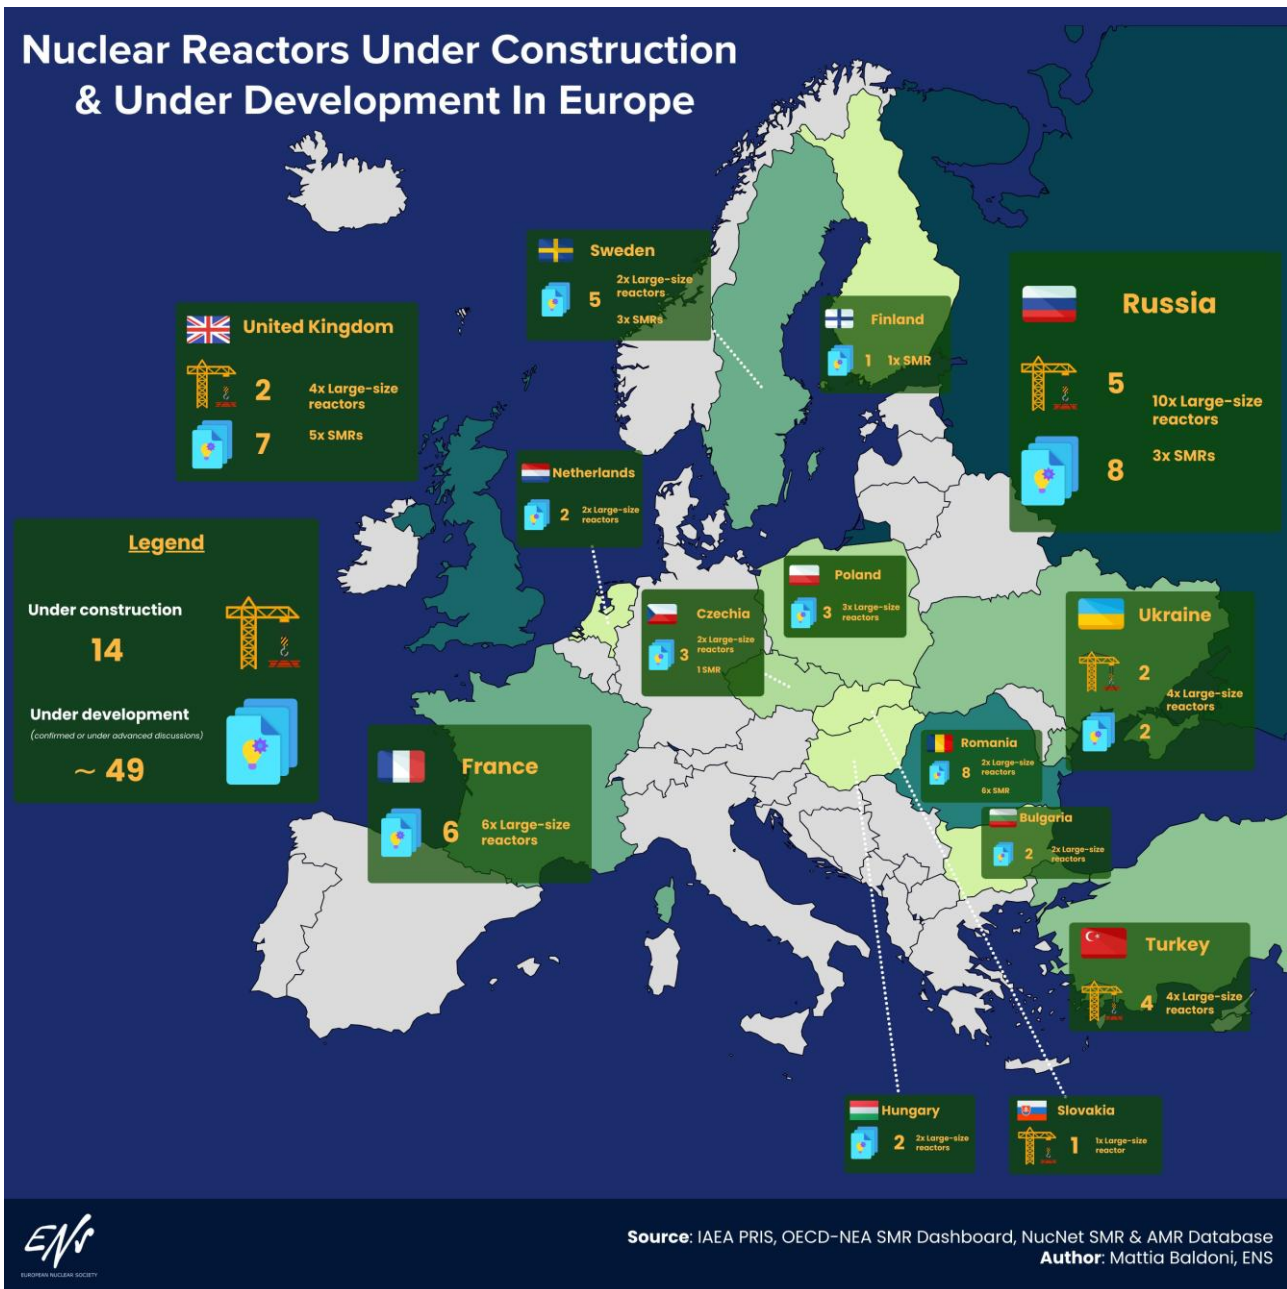 Nuclear Reactors Under Construction
& Under Development In Europe
Sweden
5
2x Large-size
reactors
3x SMRs
United Kingdom
2
4x Large-size
reactors
7
5x SMRs
Finland
1
1x SMR
Russia
5
10x Large-size
reactors
8
3x SMRs
Netherlands
2
2x Large-size
reactors
Legend
Under construction
14
Under development
(confirmed or under advanced discussions)
~ 49
Poland
3
3x Large-size
reactors
Czechia
3
2x Large-size
reactors
1 SMR
Ukraine
2
4x Large-size
reactors
2
France
6
6x Large-size
reactors
Romania
8
2x Large-size
reactors
6x SMR
Bulgaria
2
2x Large-size
reactors
Turkey
4
4x Large-size
reactors
Hungary
2
2x Large-size
reactors
Slovakia
1
1x Large-size
reactor
ENS
EUROPEAN NUCLEAR SOCIETY
Source: IAEA PRIS, OECD-NEA SMR Dashboard, NucNet SMR & AMR Database
Author: Mattia Baldoni, ENS